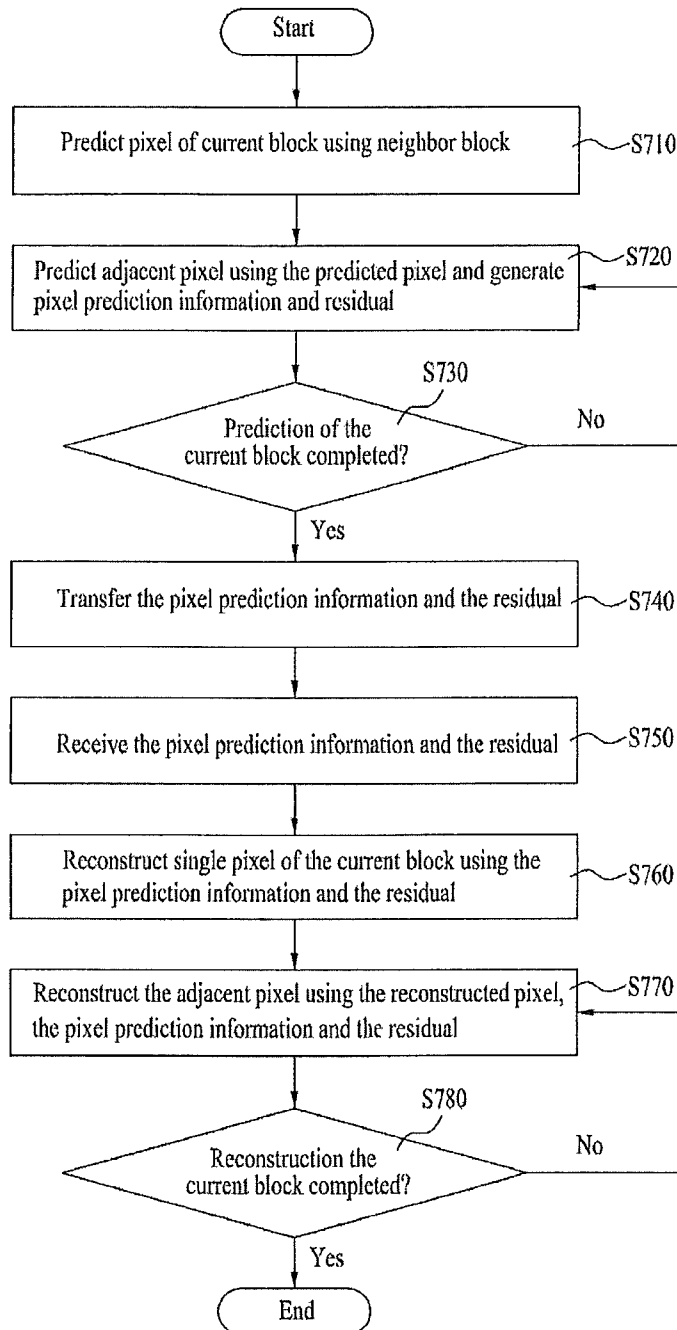 Start
Predict pixel of current block using neighbor block
S710
Predict adjacent pixel using the predicted pixel and generate
pixel prediction information and residual
S720
S730
Prediction of the
current block completed?
No
Yes
Transfer the pixel prediction information and the residual
S740
Receive the pixel prediction information and the residual
S750
Reconstruct single pixel of the current block using the
pixel prediction information and the residual
S760
Reconstruct the adjacent pixel using the reconstructed pixel,
the pixel prediction information and the residual
S770
S780
Reconstruction the
current block completed?
No
Yes
End